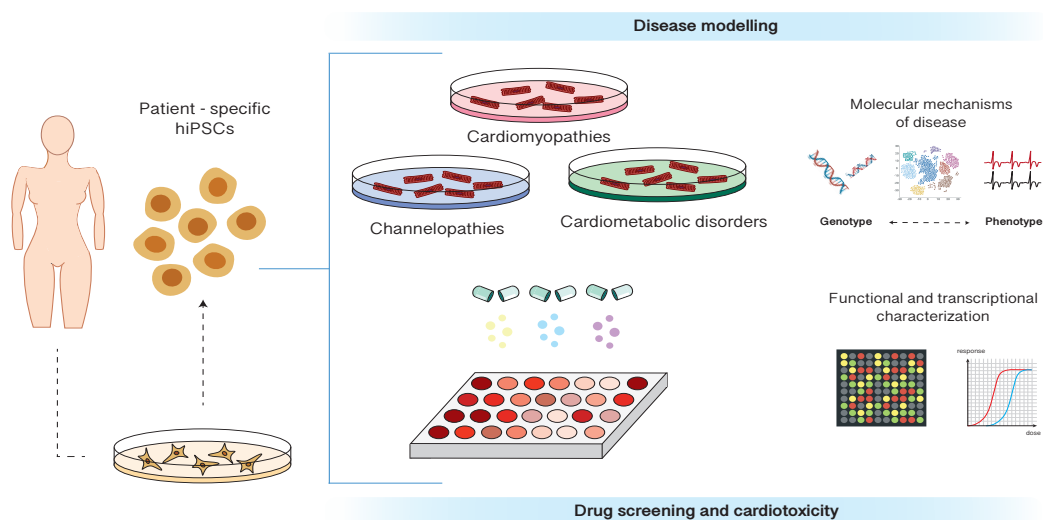 Disease modelling
Patient - specific
hiPSCs
Cardiomyopathies
Channelopathies
Cardiometabolic disorders
Molecular mechanisms
of disease
Genotype
Phenotype
Functional and transcriptional
characterization
response
dose
Drug screening and cardiotoxicity